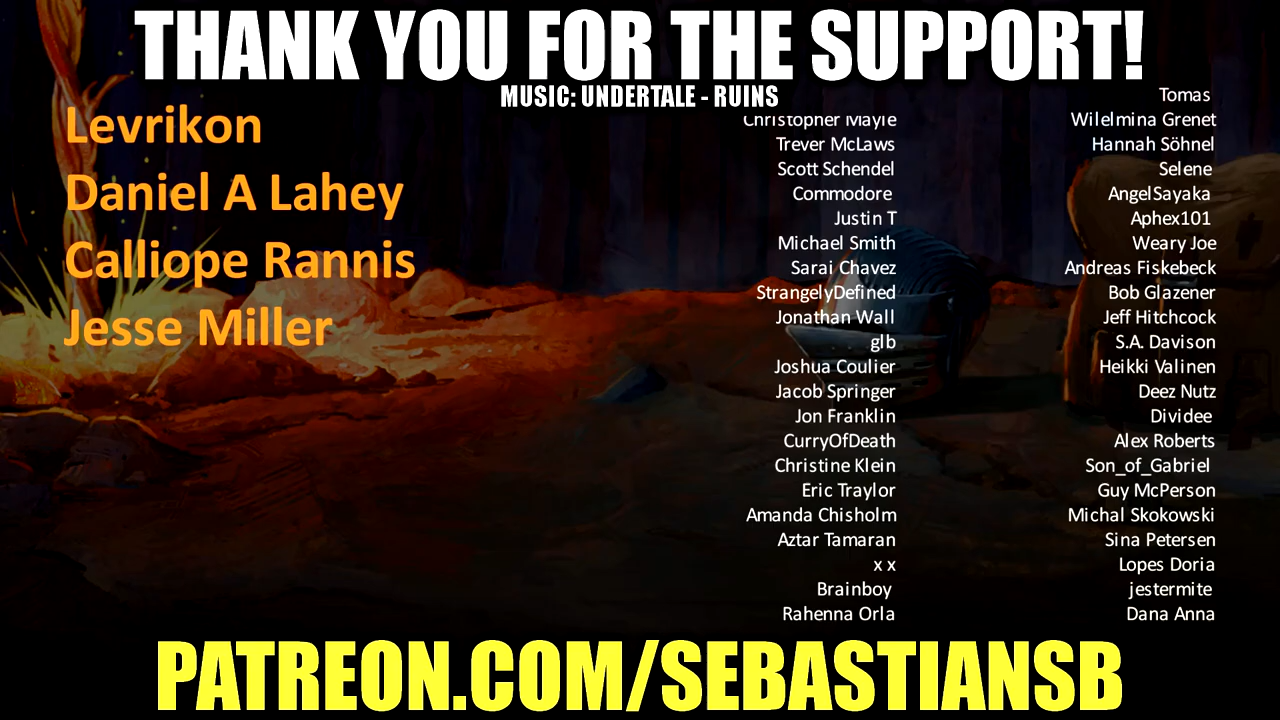 THANK YOU FOR THE SUPPORT!
MUSIC: UNDERTALE - RUINS
Levrikon
Daniel A Lahey
Calliope Rannis
Jesse Miller
Christopher Mayle
Trever McLaws
Scott Schendel
Commodore
Justin T
Michael Smith
Sarai Chavez
StrangelyDefined
Jonathan Wall
glb
Joshua Coulier
Jacob Springer
Jon Franklin
CurryOfDeath
Christine Klein
Eric Traylor
Amanda Chisholm
Aztar Tamaran
x x
Brainboy
Rahenna Orla
Tomas
Wilelmina Grenet
Hannah Söhnel
Selene
AngelSayaka
Aphex101
Weary Joe
Andreas Fiskebeck
Bob Glazener
Jeff Hitchcock
S.A. Davison
Heikki Valinen
Deez Nutz
Dividee
Alex Roberts
Son_of_Gabriel
Guy McPerson
Michal Skokowski
Sina Petersen
Lopes Doria
jestermite
Dana Anna
PATREON.COM/SEBASTIANSB